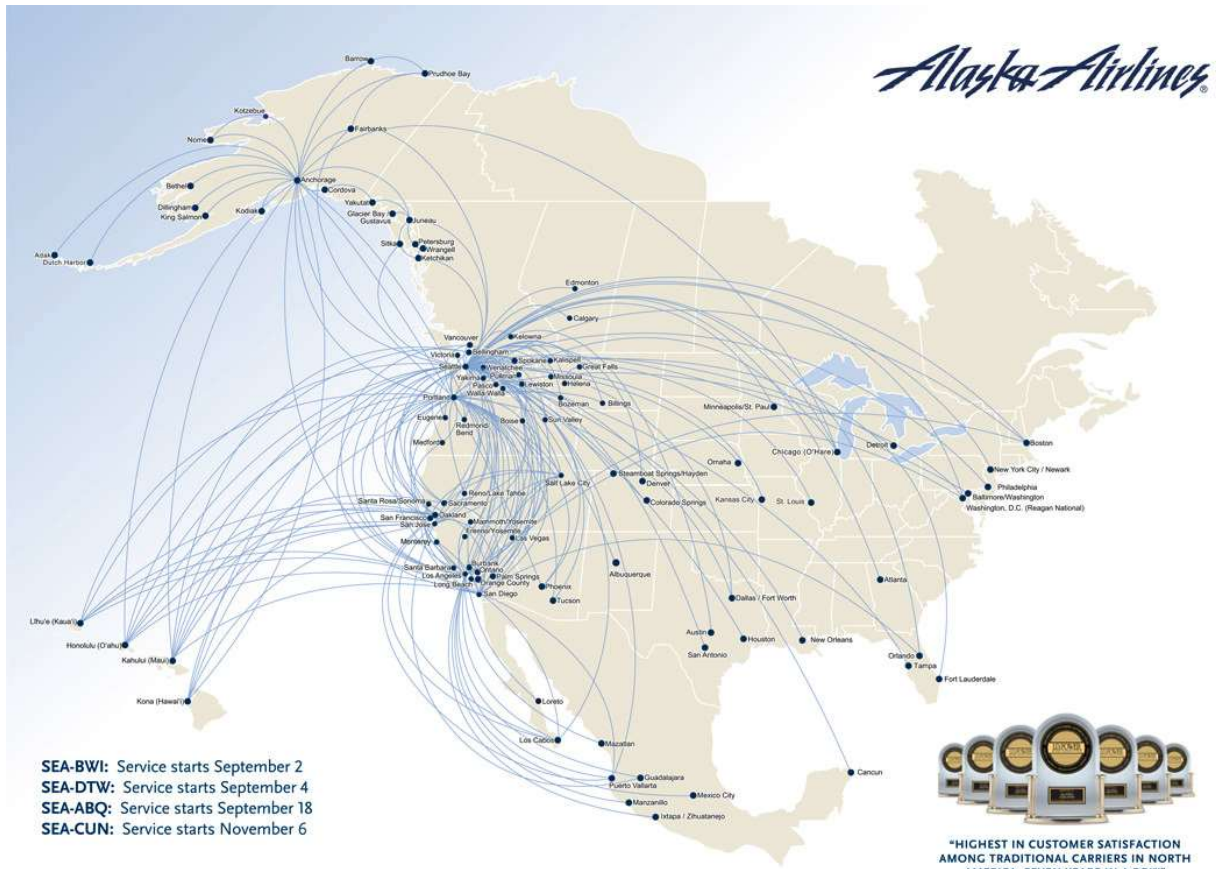 Alaska Airlines®
Barrow
Prudhoe Bay
Kotzebue
Fairbanks
Nome
Anchorage
Bethel
Cordova
Dillingham
King Salmon
Kodiak
Yakutat
Glacier Bay /
Gustavus
Juneau
Sitka
Petersburg
Wrangell
Ketchikan
Adak
Dutch Harbor
Edmonton
Calgary
Kelowna
Vancouver
Bellingham
Victoria
Seattle
Wenatchee
Spokane
Kalispell
Great Falls
Yakima
Pullman
Missoula
Pasco
Lewiston
Helena
Walla Walla
Portland
Bozeman
Billings
Minneapolis/St. Paul
Eugene
Redmond
Bend
Boise
Sun Valley
Medford
Chicago (O'Hare)
Detroit
Boston
Omaha
Steamboat Springs/Hayden
Denver
Salt Lake City
New York City / Newark
Philadelphia
Baltimore/Washington
Washington, D.C. (Reagan National)
Colorado Springs
Kansas City
St. Louis
Reno/Lake Tahoe
Santa Rosa/Sonoma
Sacramento
San Francisco
Oakland
San Jose
Mammoth/Yosemite
Fresno/Yosemite
Monterey
Las Vegas
Santa Barbara
Burbank
Ontario
Los Angeles
Palm Springs
Long Beach
Orange County
San Diego
Phoenix
Tucson
Albuquerque
Atlanta
Dallas / Fort Worth
Austin
San Antonio
Houston
New Orleans
Orlando
Tampa
Fort Lauderdale
Lihu'e (Kaua'i)
Honolulu (O'ahu)
Kahului (Maui)
Kona (Hawai'i)
Loreto
Los Cabos
Mazatlan
Guadalajara
Puerto Vallarta
Mexico City
Manzanillo
Ixtapa / Zihuatanejo
Cancun
SEA-BWI: Service starts September 2
SEA-DTW: Service starts September 4
SEA-ABQ: Service starts September 18
SEA-CUN: Service starts November 6
"HIGHEST IN CUSTOMER SATISFACTION
AMONG TRADITIONAL CARRIERS IN NORTH